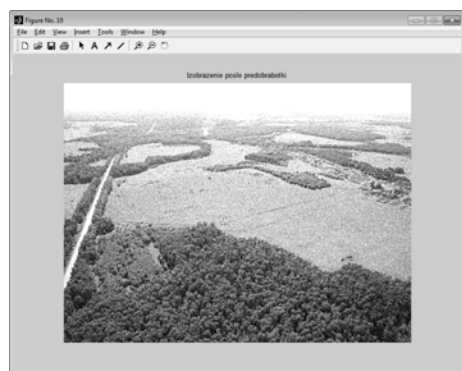 Figure No. 10
File Edit View Insert Tools Window Help
A
Izobrazenie posle predobrabotki